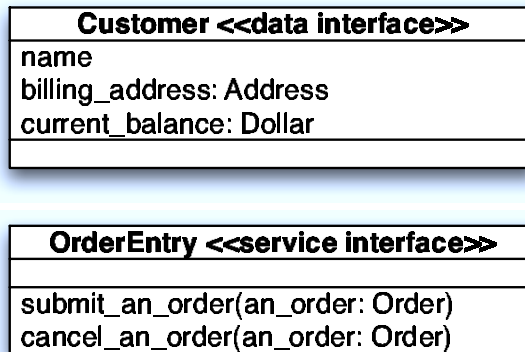 Customer <<data interface>>
name
billing_address: Address
current_balance: Dollar
OrderEntry <<service interface>>
submit_an_order(an_order: Order)
cancel_an_order(an_order: Order)